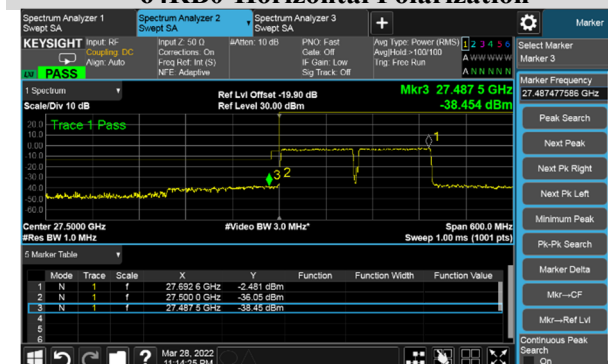 64RB0 Horizontal Polarization
Spectrum Analyzer 1
Swept SA
Spectrum Analyzer 2
Swept SA
Spectrum Analyzer 3
Swept SA
+
Marker
KEYSIGHT
Input: RF
Coupling: DC
Align: Auto
Input Z: 50 Ω
Corrections: On
Freq Ref: Int (S)
NFE: Adaptive
#Atten: 10 dB
PNO: Fast
Gate: Off
IF Gain: Low
Sig Track: Off
Avg Type: Power (RMS)
Avg|Hold:>100/100
Trig: Free Run
1 2 3 4 5 6
A W W W W W
A N N N N N
LXI PASS
Select Marker
Marker 3
Marker Frequency
27.487477586 GHz
Peak Search
Next Peak
Next Pk Right
Next Pk Left
Minimum Peak
Pk-Pk Search
Marker Delta
Mkr→CF
Mkr→Ref Lvl
Continuous Peak
Search
On
1 Spectrum
Scale/Div 10 dB
Ref Lvl Offset -19.90 dB
Ref Level 30.00 dBm
Mkr3 27.487 5 GHz
-38.454 dBm
Trace 1 Pass
20.0
10.0
0.00
-10.0
-20.0
-30.0
-40.0
-50.0
-60.0
1
3 2
Center 27.5000 GHz
#Res BW 1.0 MHz
#Video BW 3.0 MHz*
Span 600.0 MHz
Sweep 1.00 ms (1001 pts)
5 Marker Table
Mode Trace Scale X Y Function Function Width Function Value
1 N 1 f 27.692 6 GHz -2.481 dBm
2 N 1 f 27.500 0 GHz -36.05 dBm
3 N 1 f 27.487 5 GHz -38.45 dBm
4
5
6
?
Mar 28, 2022
11:14:25 PM